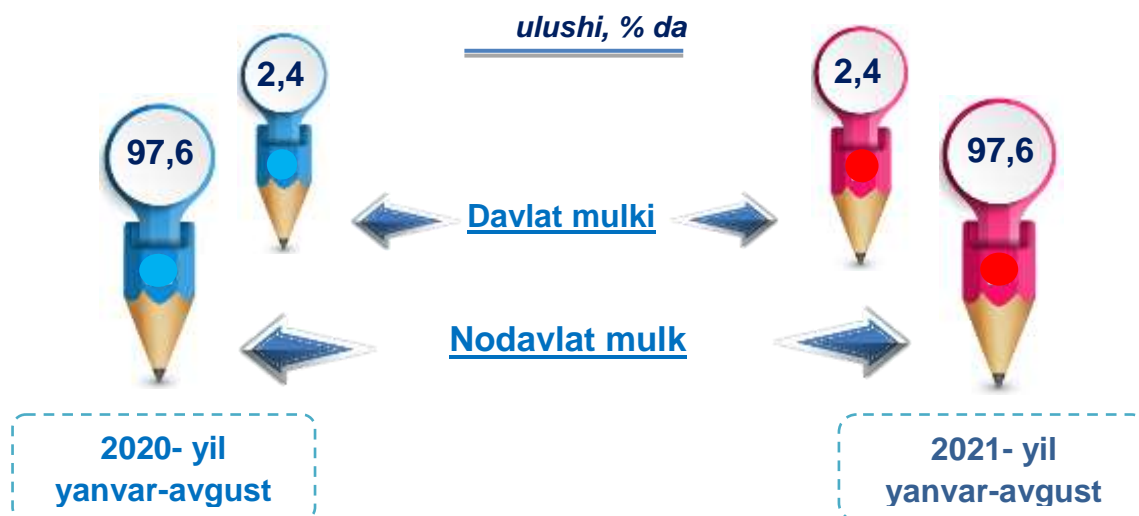 ulushi, % da
2,4
2,4
97,6
97,6
Davlat mulki
Nodavlat mulk
2020- yil
yanvar-avgust
2021- yil
yanvar-avgust